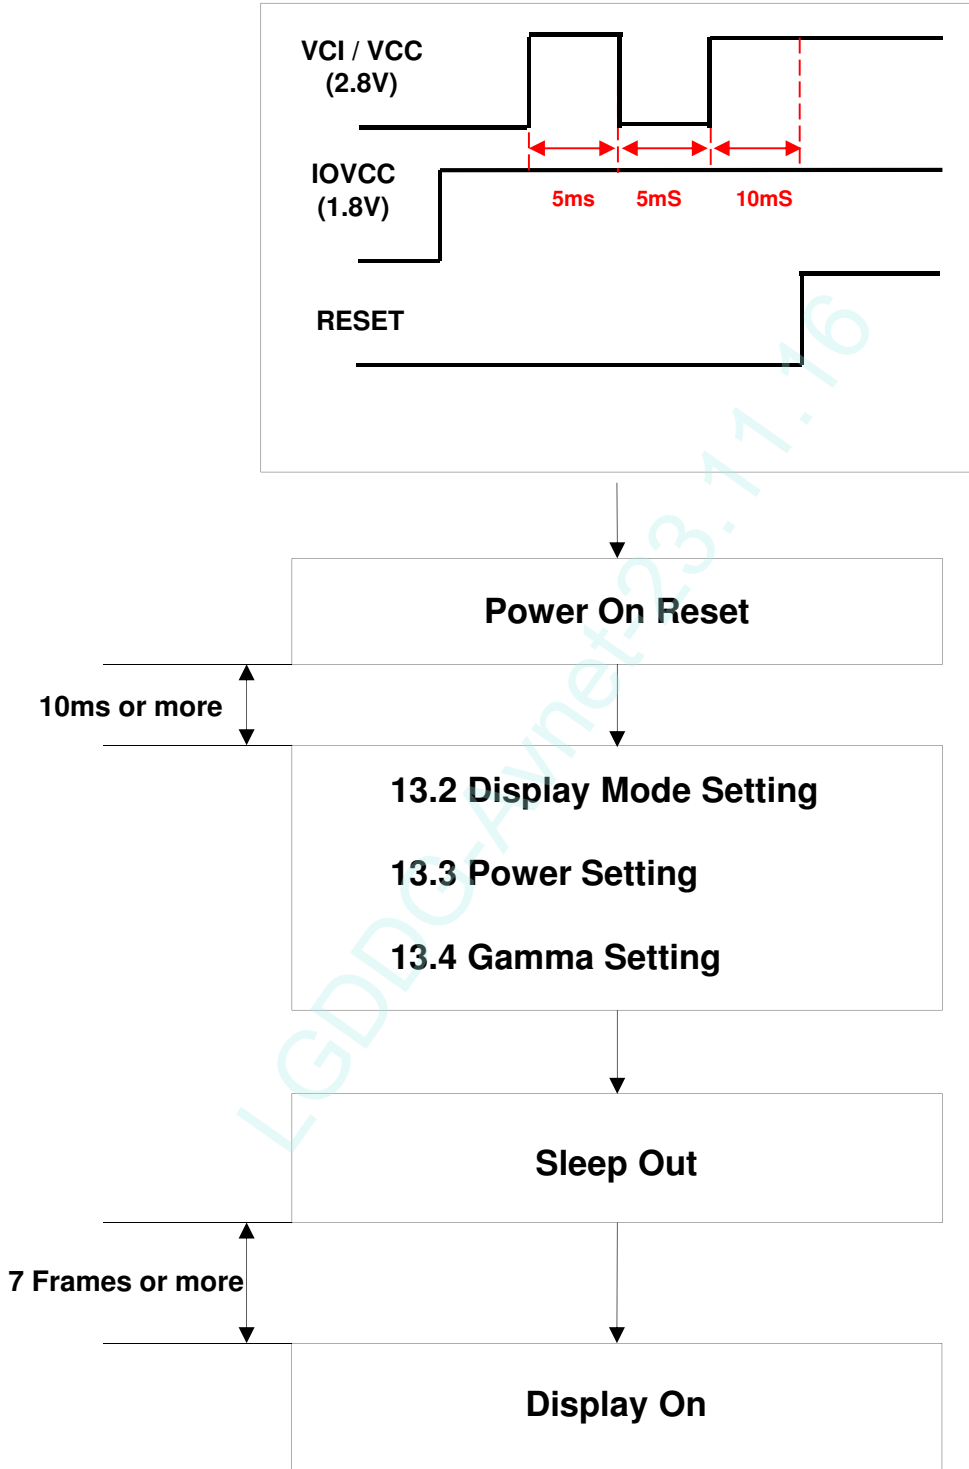 VCI / VCC
(2.8V)
IOVCC
(1.8V)
5ms
5mS
10mS
RESET
Power On Reset
10ms or more
13.2 Display Mode Setting
13.3 Power Setting
13.4 Gamma Setting
Sleep Out
7 Frames or more
Display On
LGDDG-Avnet-23.11.16